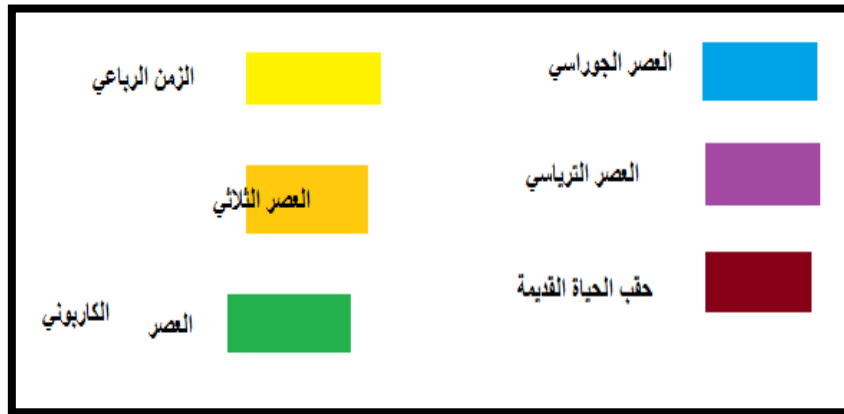 العصر الجوراسي
الزمن الرباعي
العصر الترياسي
العصر الثلاثي
حقب الحياة القديمة
العصر الكاربوني